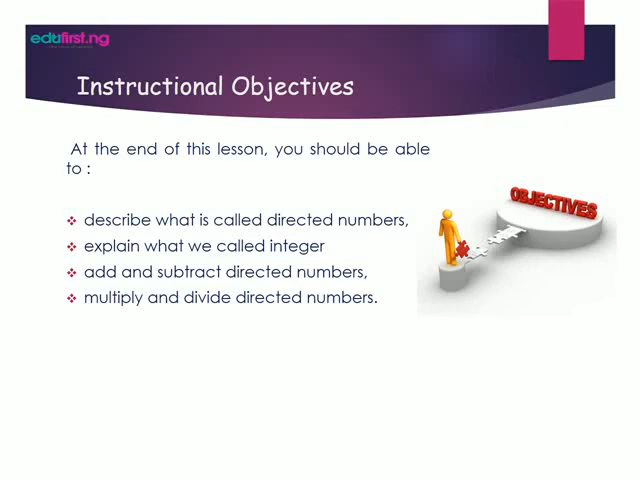 edufirst.ng
Instructional Objectives
At the end of this lesson, you should be able
to :
describe what is called directed numbers,
explain what we called integer
add and subtract directed numbers,
multiply and divide directed numbers.
OBJECTIVES